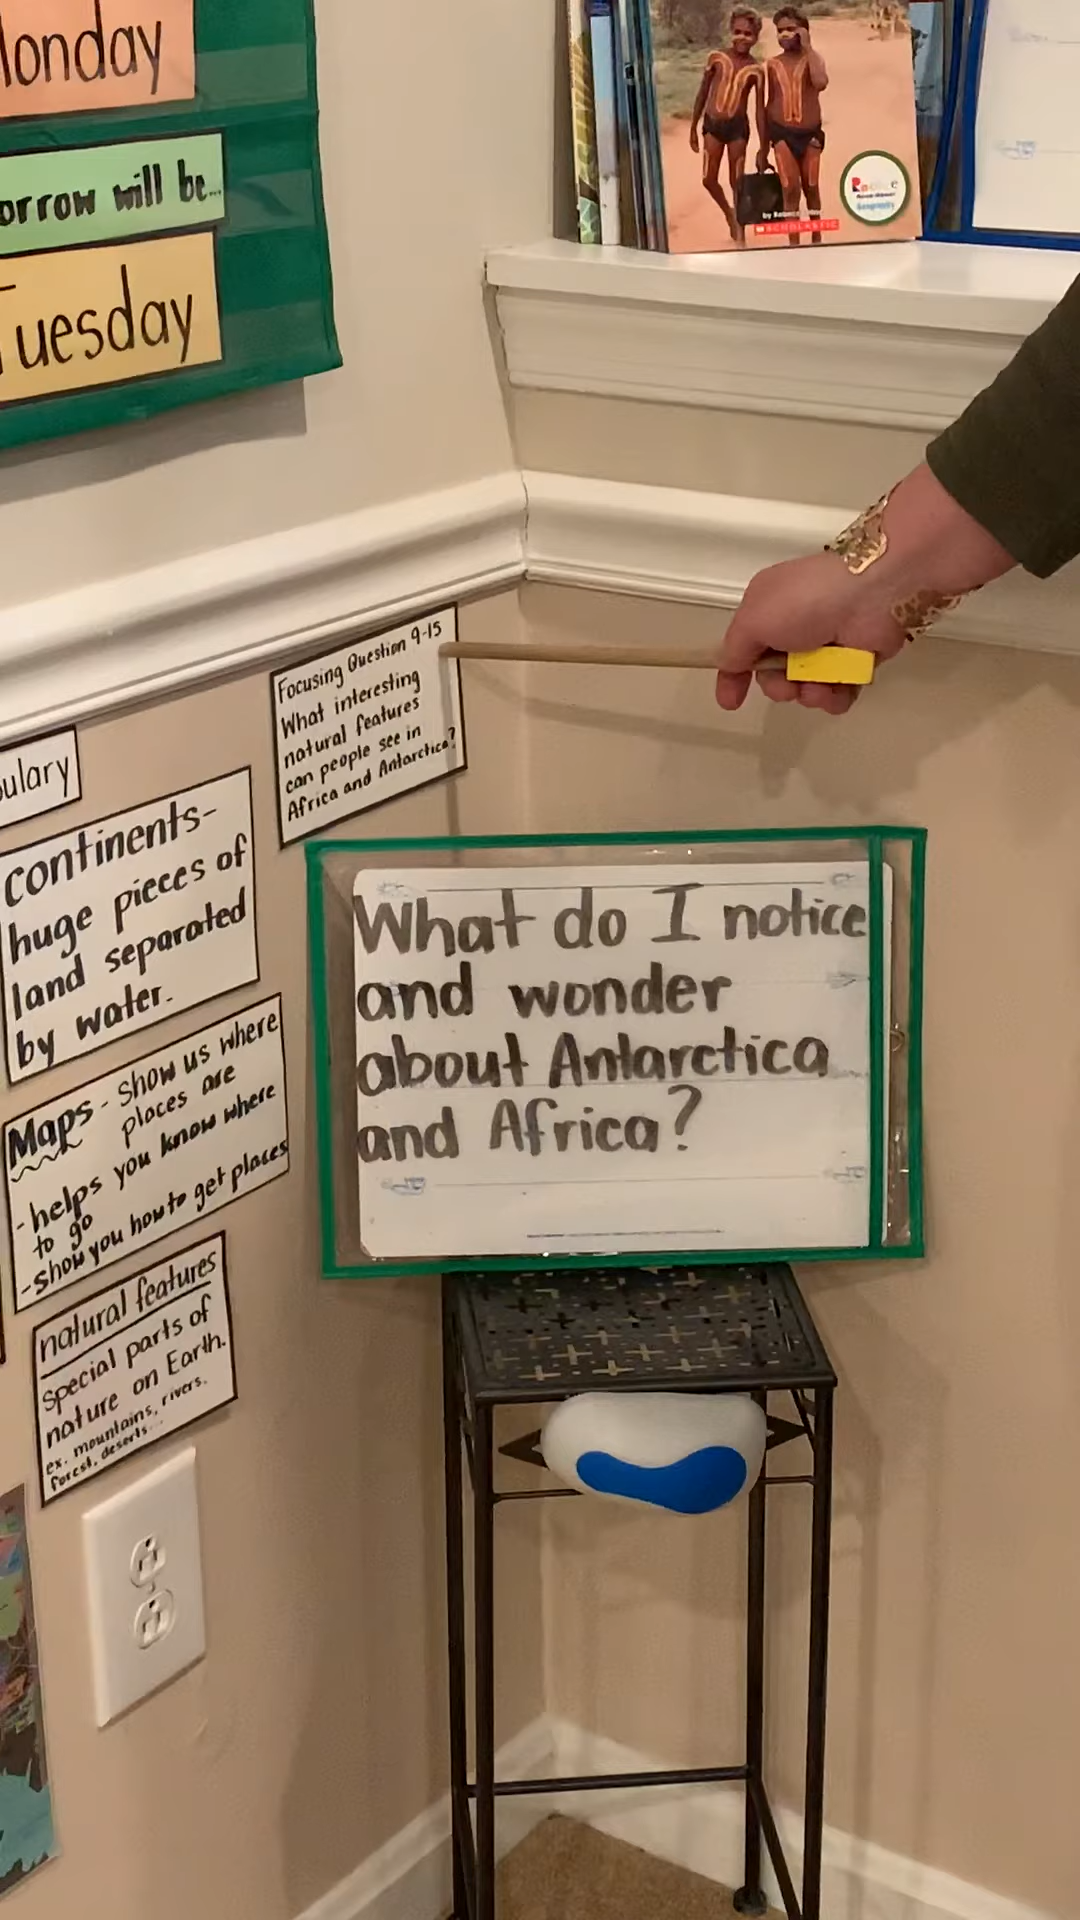 onday
orrow will be...
Tuesday
SCHOLASTIC
Geography
Focusing Question 9-15
What interesting
natural features
can people see in
Africa and Antarctica?
ulary
continents-
huge pieces of
land separated
by water.
Maps - Show us where
places are
- helps you know where
to go
- Show you how to get places
natural features
Special parts of
nature on Earth.
ex. mountains, rivers,
forest, deserts...
What do I notice
and wonder
about Antarctica
and Africa?